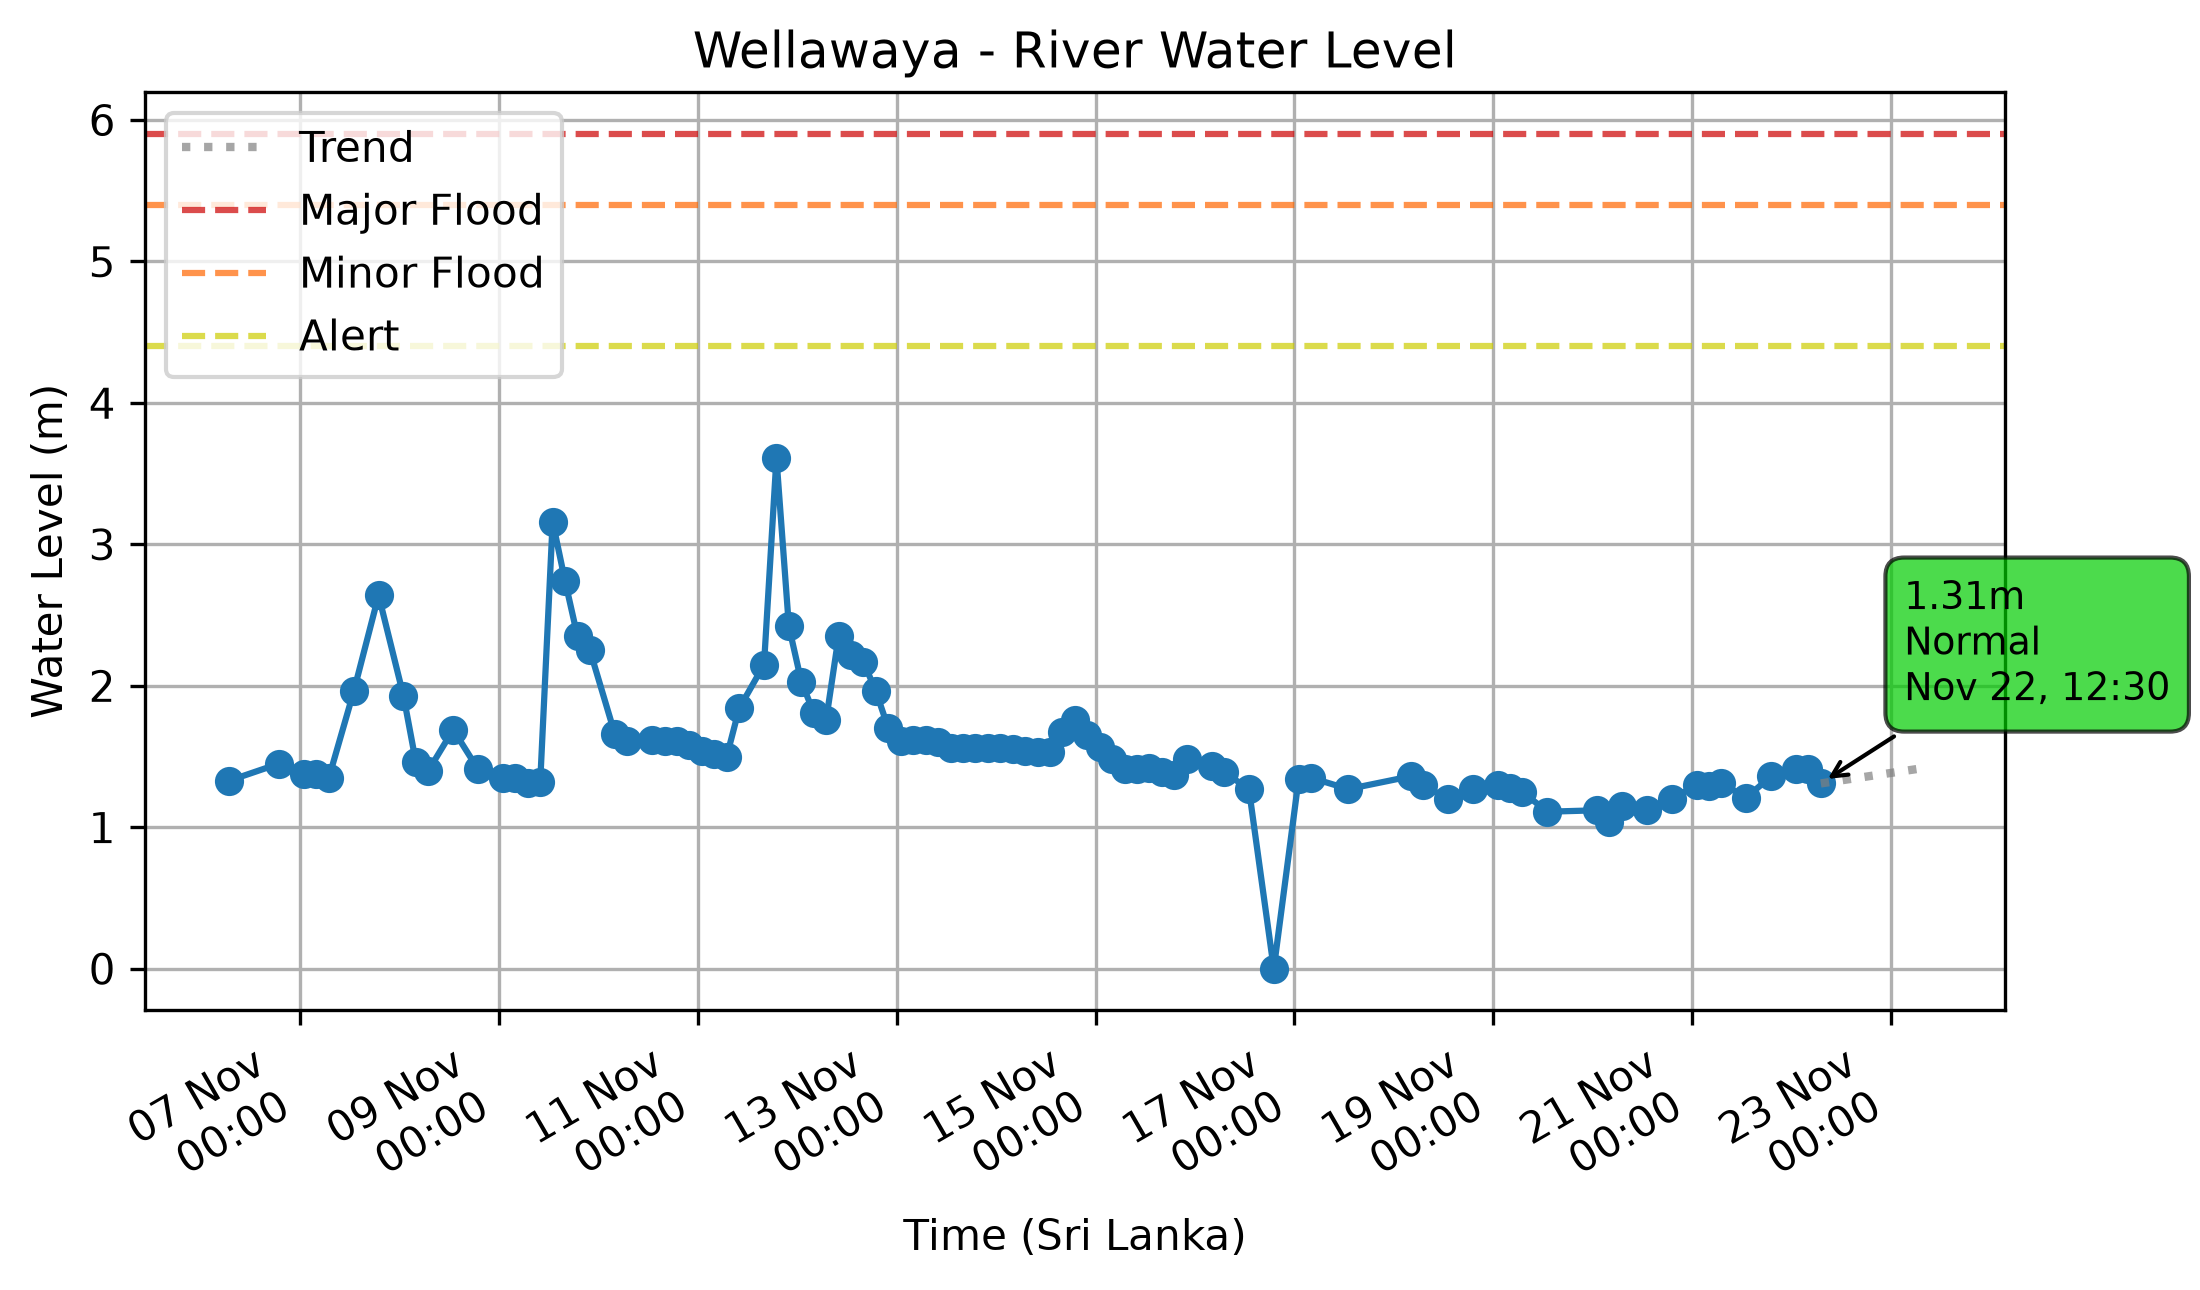 Wellawaya - River Water Level
6
5
4
3
2
1
0
Water Level (m)
Trend
Major Flood
Minor Flood
Alert
1.31m
Normal
Nov 22, 12:30
07 Nov
00:00
09 Nov
00:00
11 Nov
00:00
13 Nov
00:00
15 Nov
00:00
17 Nov
00:00
19 Nov
00:00
21 Nov
00:00
23 Nov
00:00
Time (Sri Lanka)